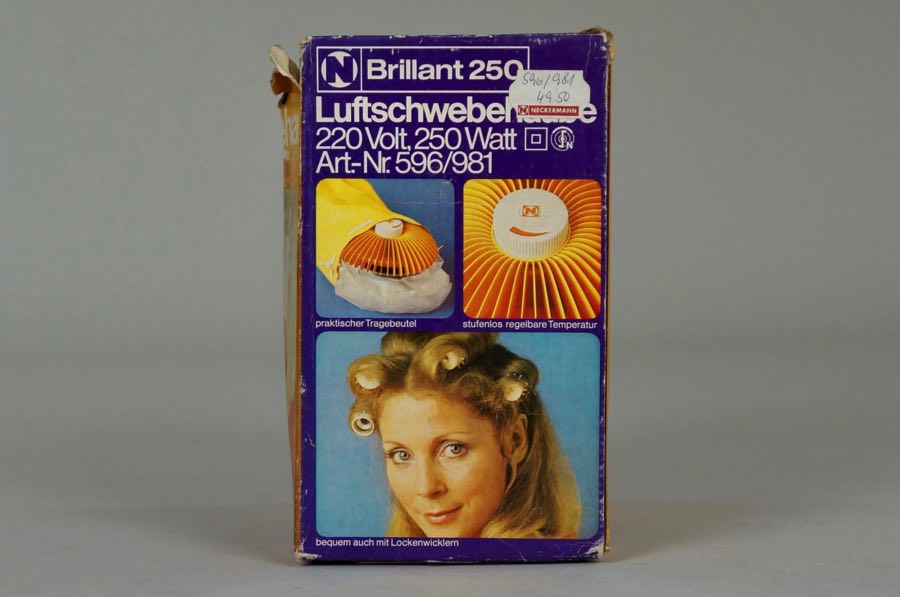 N Brillant 250
596/981
49.50
N NECKERMANN
Luftschwebehaube
220 Volt, 250 Watt
Art-Nr. 596/981
N
praktischer Tragebeutel
stufenlos regelbare Temperatur
bequem auch mit Lockenwicklern